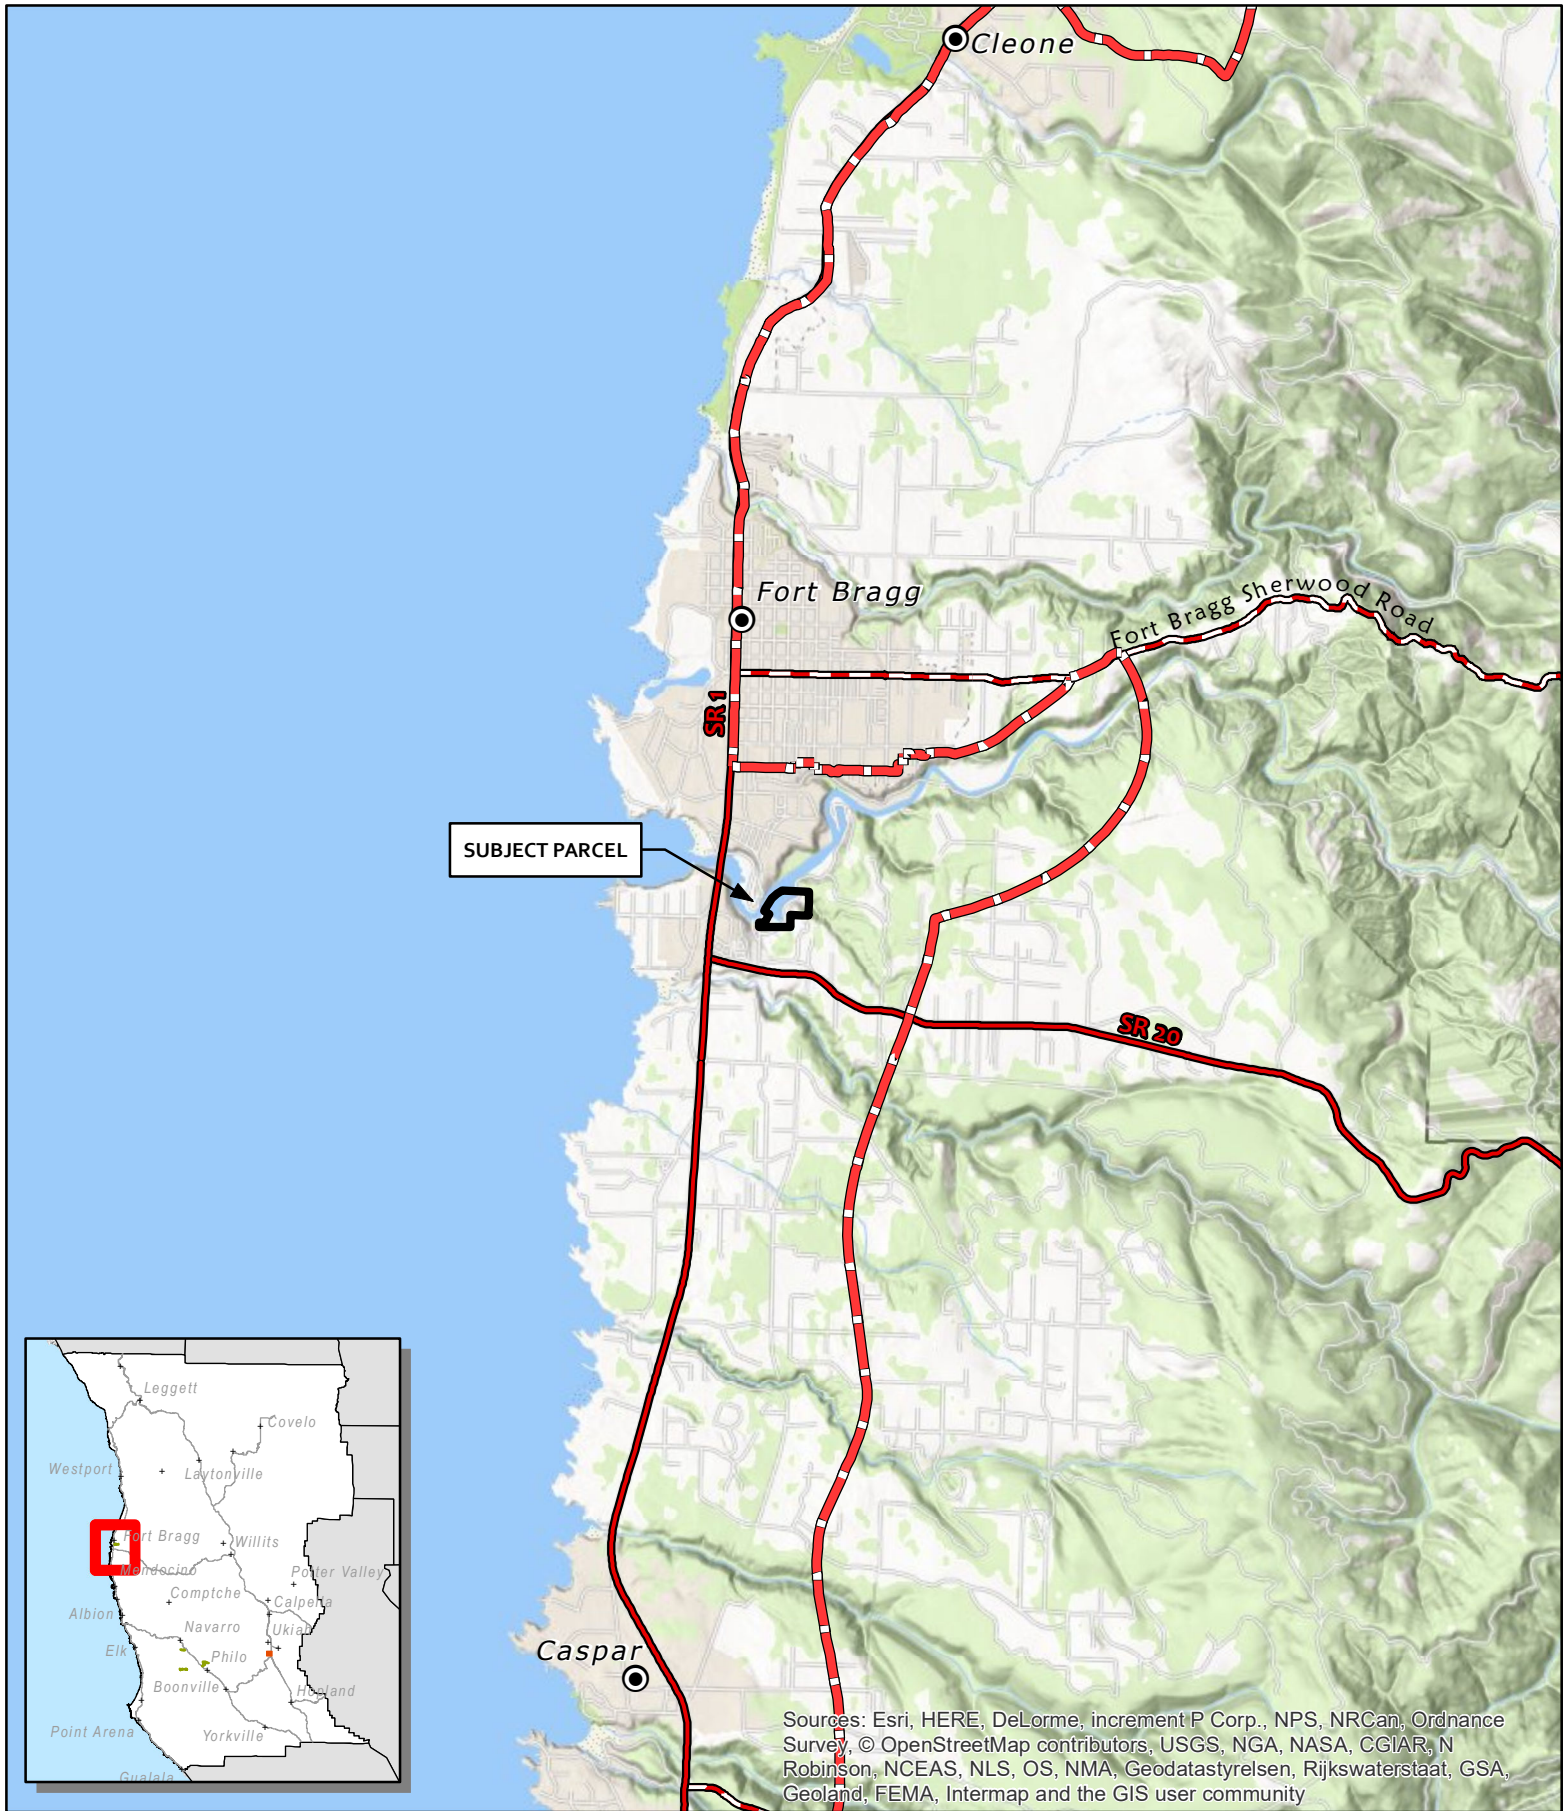 Cleone
Fort Bragg
Fort Bragg Sherwood Road
SR 1
SUBJECT PARCEL
SR 20
Leggett
Covelo
Westport
Laytonville
Fort Bragg
Willits
Mendocino
Potter Valley
Comptche
Calpella
Albion
Navarro
Ukiah
Elk
Philo
Boonville
Hopland
Point Arena
Yorkville
Gualala
Caspar
Sources: Esri, HERE, DeLorme, increment P Corp., NPS, NRCan, Ordnance
Survey, © OpenStreetMap contributors, USGS, NGA, NASA, CGIAR, N
Robinson, NCEAS, NLS, OS, NMA, Geodatastyrelsen, Rijkswaterstaat, GSA,
Geoland, FEMA, Intermap and the GIS user community